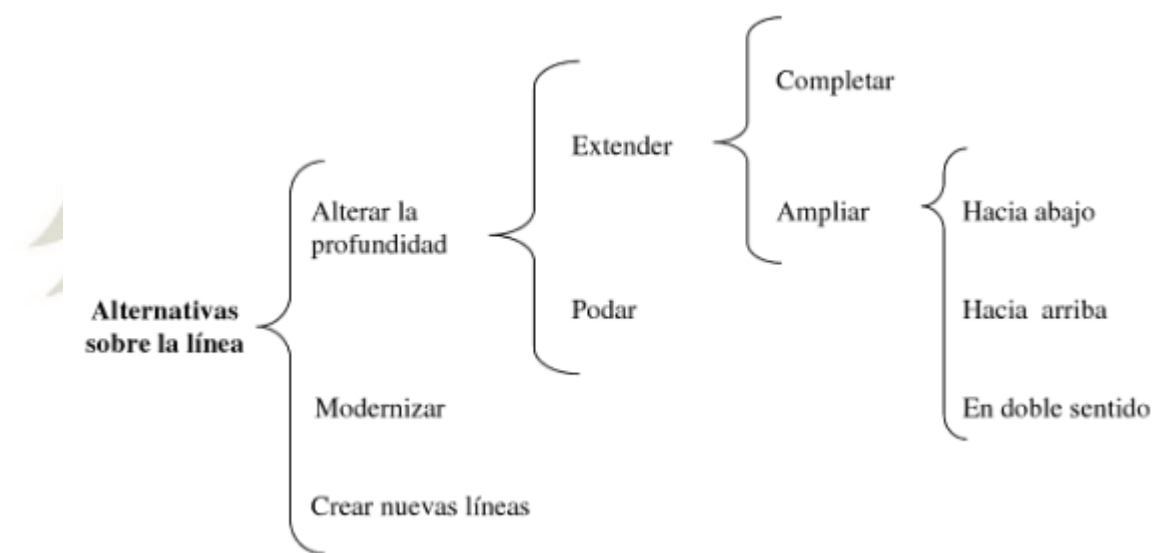 Completar
Extender
Ampliar
Hacia abajo
Alterar la
profundidad
Podar
Hacia arriba
Alternativas
sobre la línea
Modernizar
En doble sentido
Crear nuevas líneas